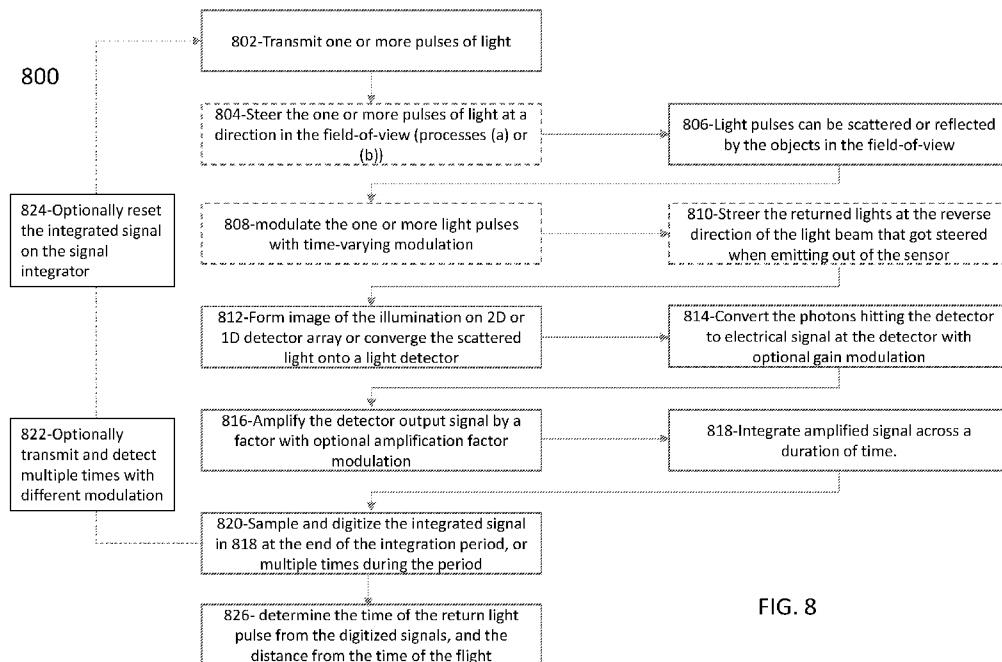 800
802-Transmit one or more pulses of light
804-Steer the one or more pulses of light at a
direction in the field-of-view (processes (a) or
(b))
806-Light pulses can be scattered or reflected
by the objects in the field-of-view
824-Optionally reset
the integrated signal
on the signal
integrator
808-modulate the one or more light pulses
with time-varying modulation
810-Streer the returned lights at the reverse
direction of the light beam that got steered
when emitting out of the sensor
812-Form image of the illumination on 2D or
1D detector array or converge the scattered
light onto a light detector
814-Convert the photons hitting the detector
to electrical signal at the detector with
optional gain modulation
822-Optionally
transmit and detect
multiple times with
different modulation
816-Amplify the detector output signal by a
factor with optional amplification factor
modulation
818-Integrate amplified signal across a
duration of time.
820-Sample and digitize the integrated signal
in 818 at the end of the integration period, or
multiple times during the period
826- determine the time of the return light
pulse from the digitized signals, and the
distance from the time of the flight
FIG. 8